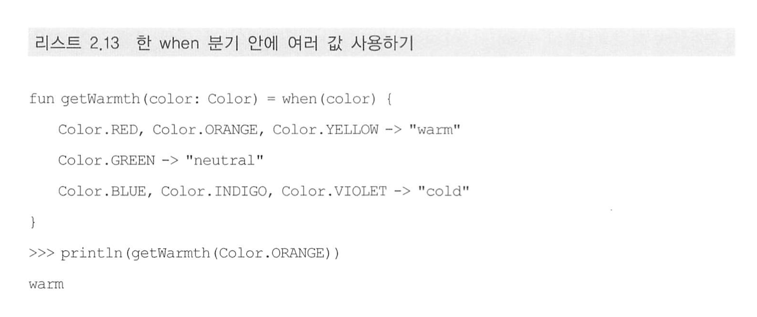 리스트 2.13 한 when 분기 안에 여러 값 사용하기
fun getWarmth(color: Color) = when(color) {
Color.RED, Color.ORANGE, Color.YELLOW -> "warm"
Color.GREEN -> "neutral"
Color.BLUE, Color.INDIGO, Color.VIOLET -> "cold"
}
>>> println(getWarmth(Color.ORANGE))
warm